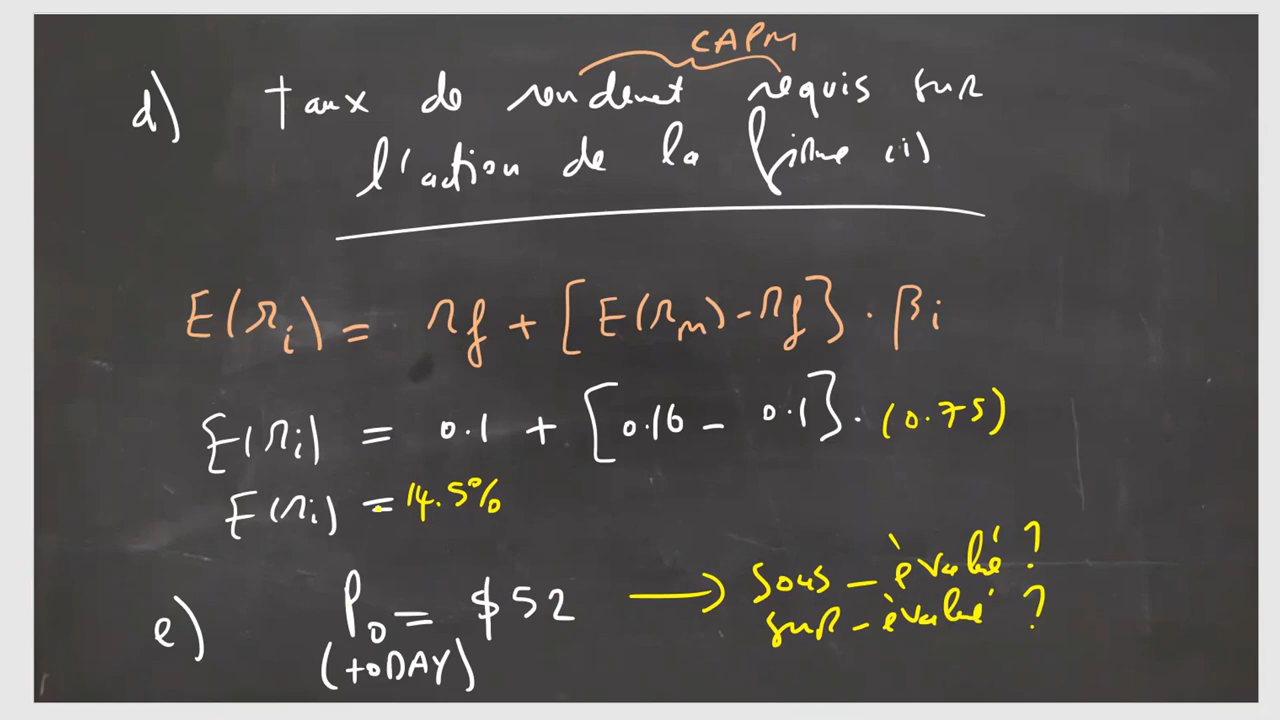 CAPM
d) taux de rendement requis sur
l'action de la firme (i)
E(ri) = rf + [E(rm) - rf] . βi
E(ri) = 0.1 + [0.16 - 0.1] . (0.75)
E(ri) = 14.5%
e) P0 = $52 → sous-évalué ?
sur-évalué ?
(toDAY)